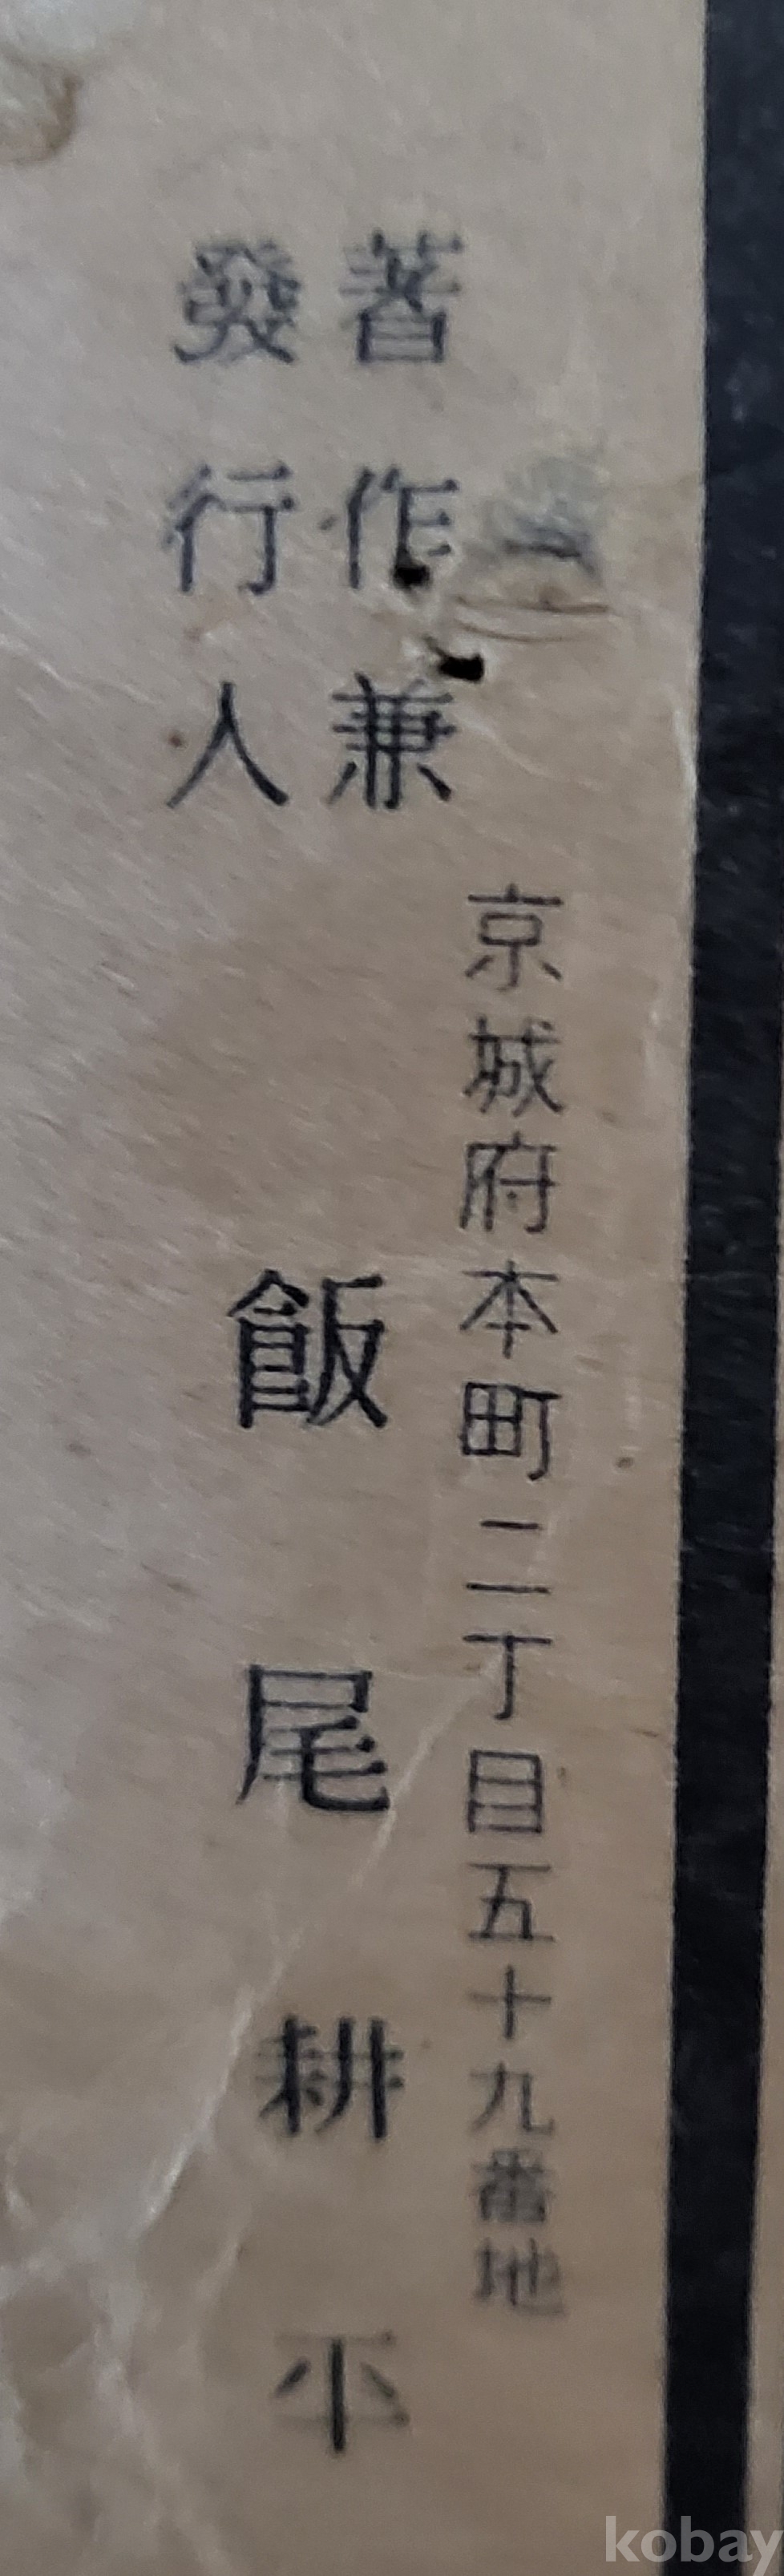 京城府本町二丁目五十九番地
著作兼
發行人
飯尾耕平
kobay